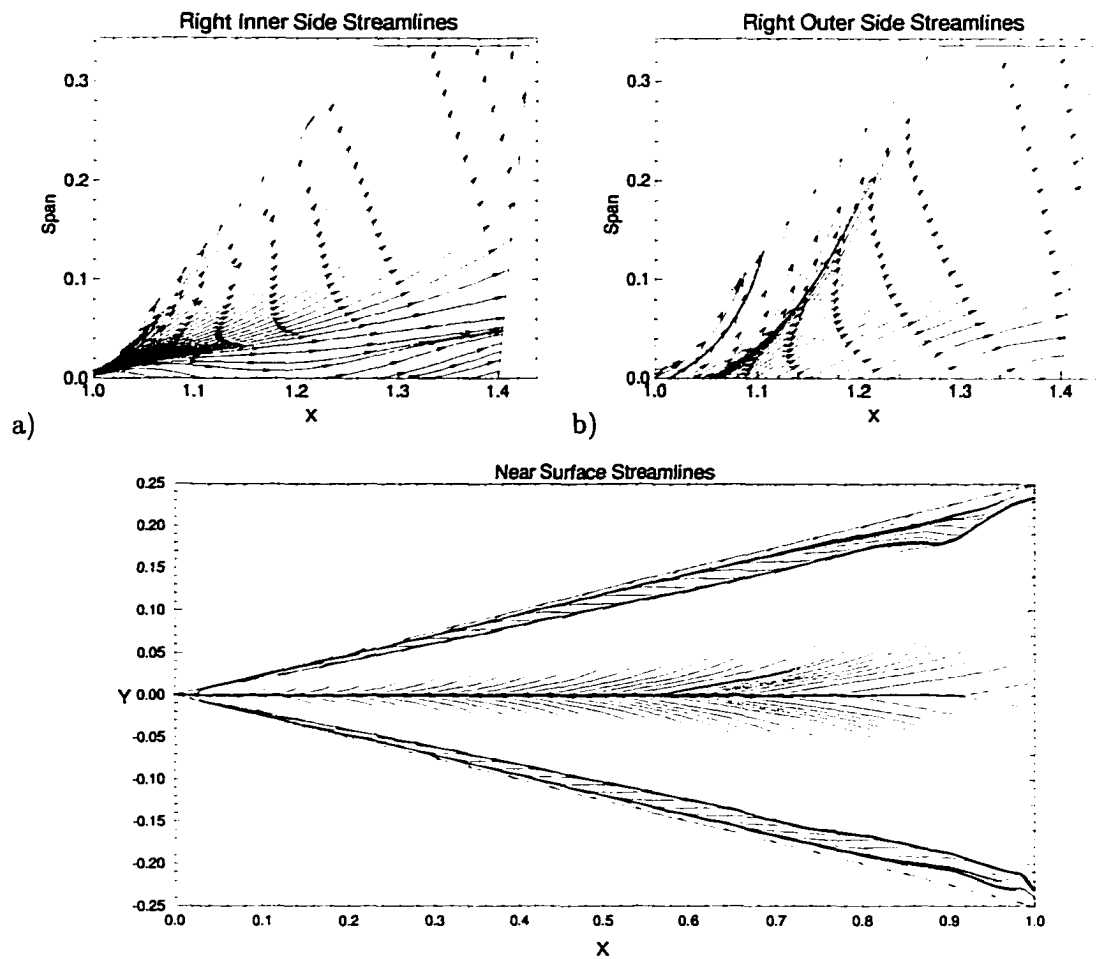 Right Inner Side Streamlines
Right Outer Side Streamlines
0.3
0.2
0.1
0.0
Span
1.0 1.1 1.2 1.3 1.4
X
a)
0.3
0.2
0.1
0.0
Span
1.0 1.1 1.2 1.3 1.4
X
b)
Near Surface Streamlines
0.25
0.20
0.15
0.10
0.05
Y 0.00
-0.05
-0.10
-0.15
-0.20
-0.25
0.0 0.1 0.2 0.3 0.4 0.5 0.6 0.7 0.8 0.9 1.0
X